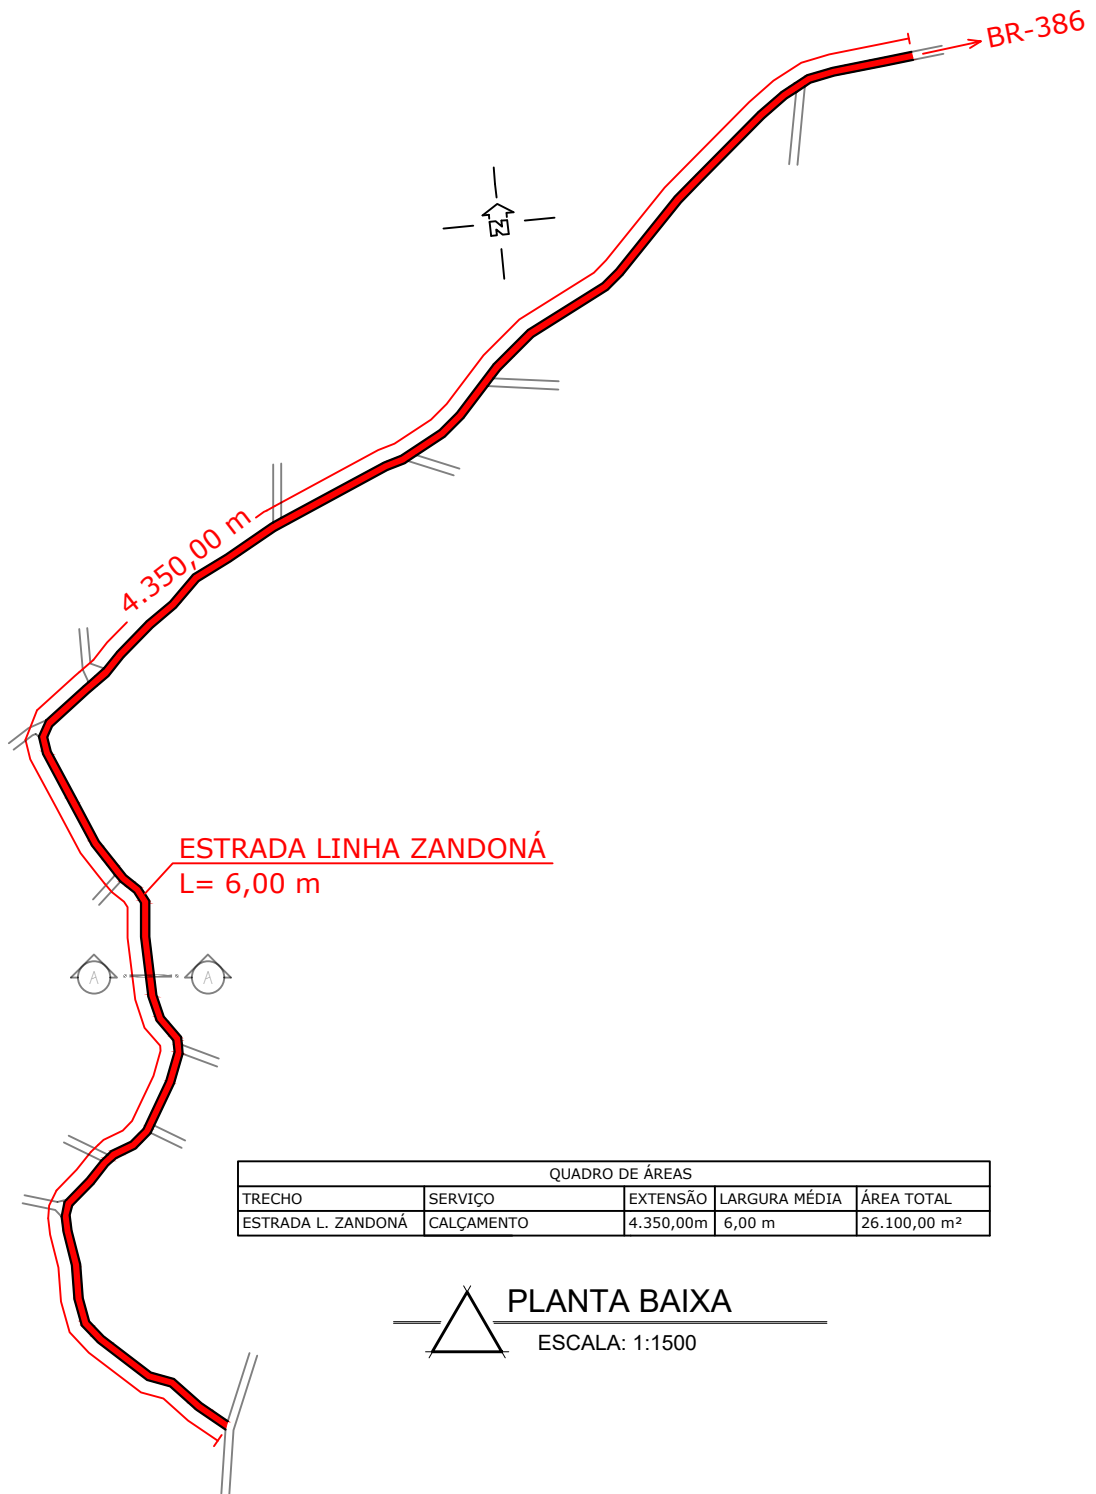 BR-386
N
4.350,00 m
ESTRADA LINHA ZANDONÁ
L= 6,00 m
A A
QUADRO DE ÁREAS
TRECHO SERVIÇO EXTENSÃO LARGURA MÉDIA ÁREA TOTAL
ESTRADA L. ZANDONÁ CALÇAMENTO 4.350,00m 6,00 m 26.100,00 m²
PLANTA BAIXA
ESCALA: 1:1500